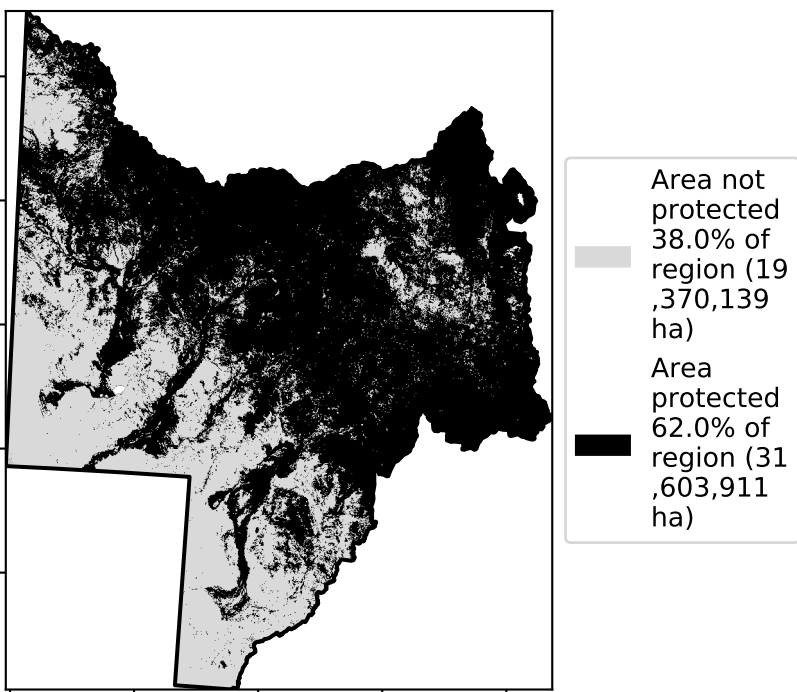 Area not
protected
38.0% of
region (19
,370,139
ha)
Area
protected
62.0% of
region (31
,603,911
ha)